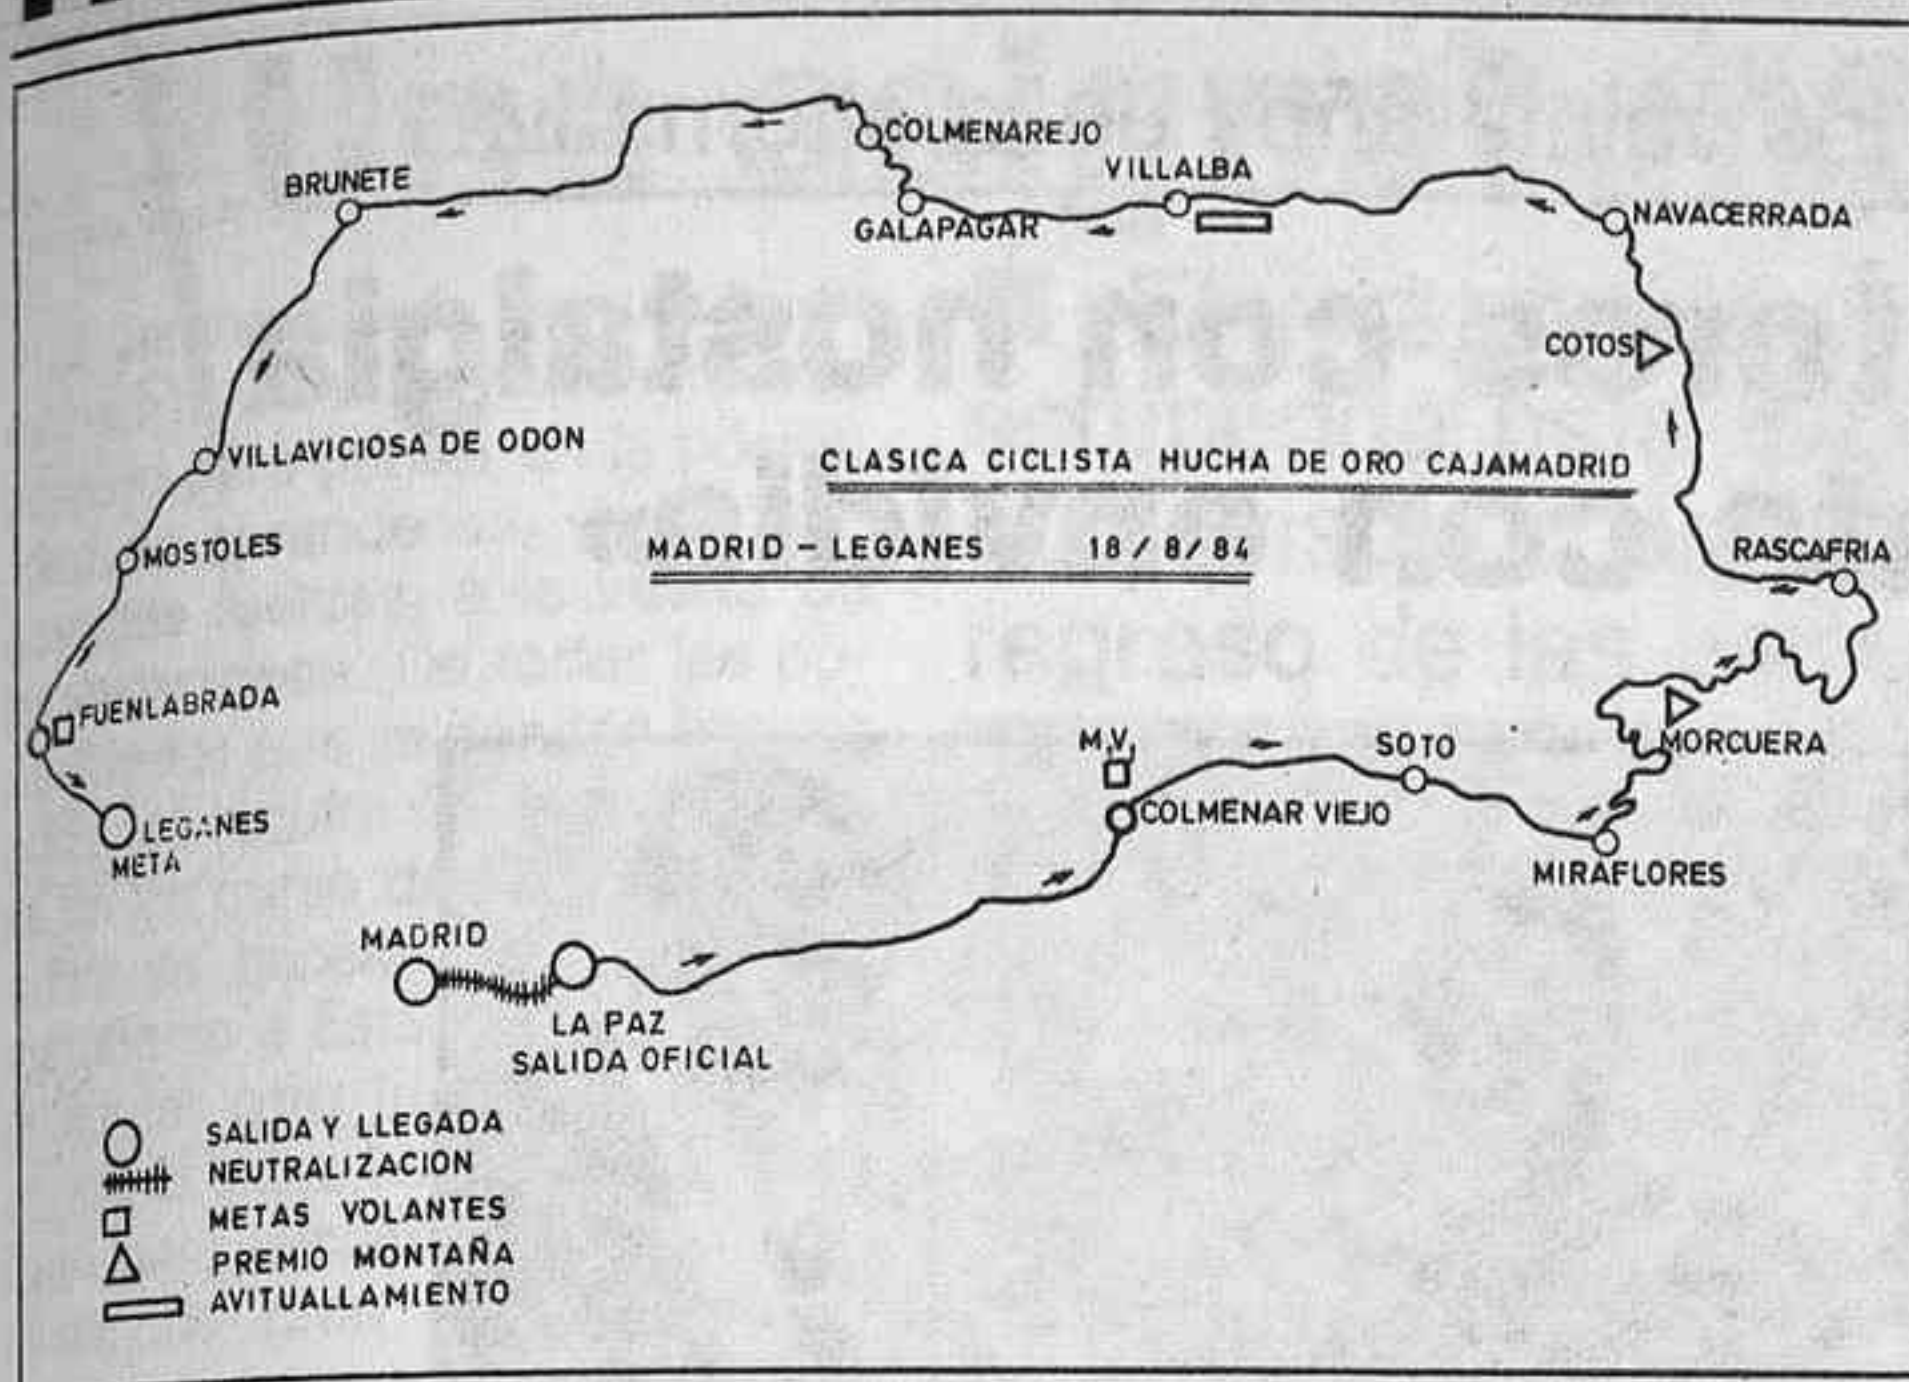 COLMENAREJO
VILLALBA
BRUNETE
GALAPAGAR
NAVACERRADA
COTOS
VILLAVICIOSA DE ODON
CLASICA CICLISTA HUCHA DE ORO CAJAMADRID
MADRID - LEGANES 18/8/84
MOSTOLES
RASCAFRIA
FUENLABRADA
M.V.
SOTO
MORCUERA
COLMENAR VIEJO
LEGANES
META
MIRAFLORES
MADRID
LA PAZ
SALIDA OFICIAL
SALIDA Y LLEGADA
NEUTRALIZACION
METAS VOLANTES
PREMIO MONTAÑA
AVITUALLAMIENTO